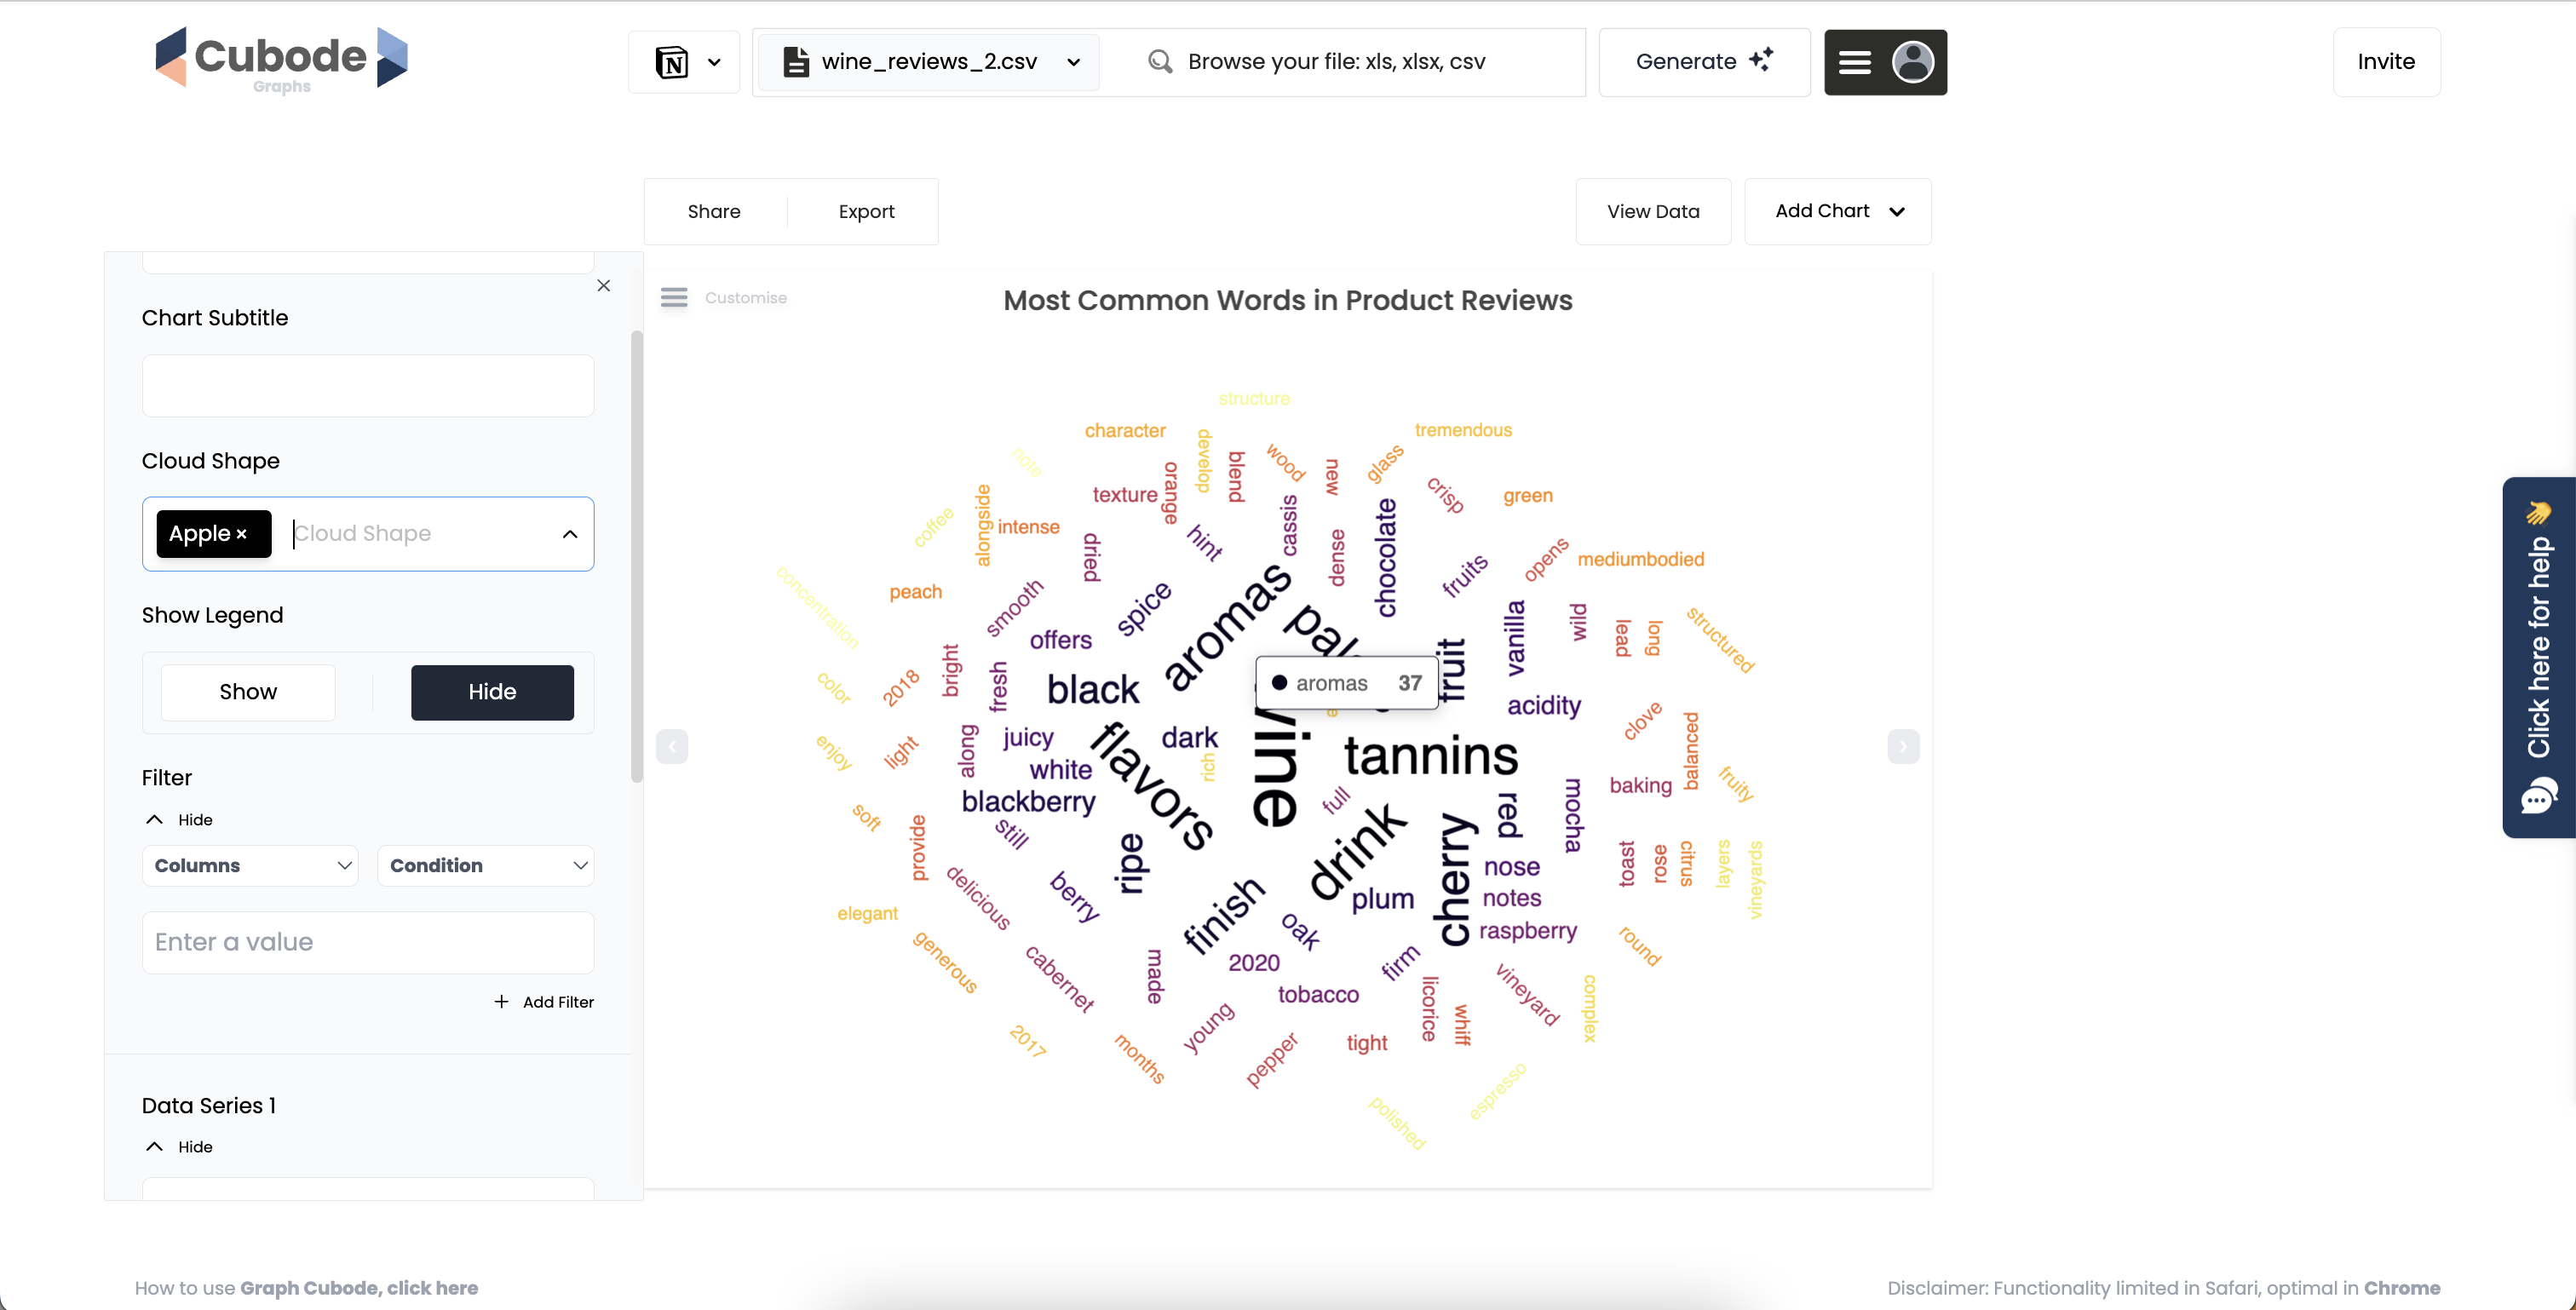 Cubode
Graphs
wine_reviews_2.csv
Browse your file: xls, xlsx, csv
Generate
Invite
Share
Export
View Data
Add Chart
Customise
Most Common Words in Product Reviews
Chart Subtitle
Cloud Shape
Apple ×
Cloud Shape
Show Legend
Show
Hide
Filter
Hide
Columns
Condition
Enter a value
+ Add Filter
Data Series 1
Hide
structure
character
develop
tremendous
note
blend
wood
new
glass
orange
texture
crisp
green
coffee
alongside
intense
cassis
chocolate
hint
dried
dense
fruits
opens
mediumbodied
concentration
peach
smooth
spice
aromas
vanilla
wild
lead
long
structured
offers
fruit
bright
fresh
black
color
2018
aromas 37
acidity
clove
balanced
enjoy
light
along
juicy
flavors
dark
tannins
white
rich
fruity
baking
blackberry
full
red
mocha
soft
still
drink
provide
ripe
cherry
toast
rose
citrus
layers
vineyards
delicious
berry
nose
plum
notes
elegant
finish
oak
raspberry
round
generous
cabernet
made
2020
firm
tobacco
licorice
whiff
vineyard
complex
2017
months
young
pepper
tight
espresso
polished
Click here for help
How to use Graph Cubode, click here
Disclaimer: Functionality limited in Safari, optimal in Chrome